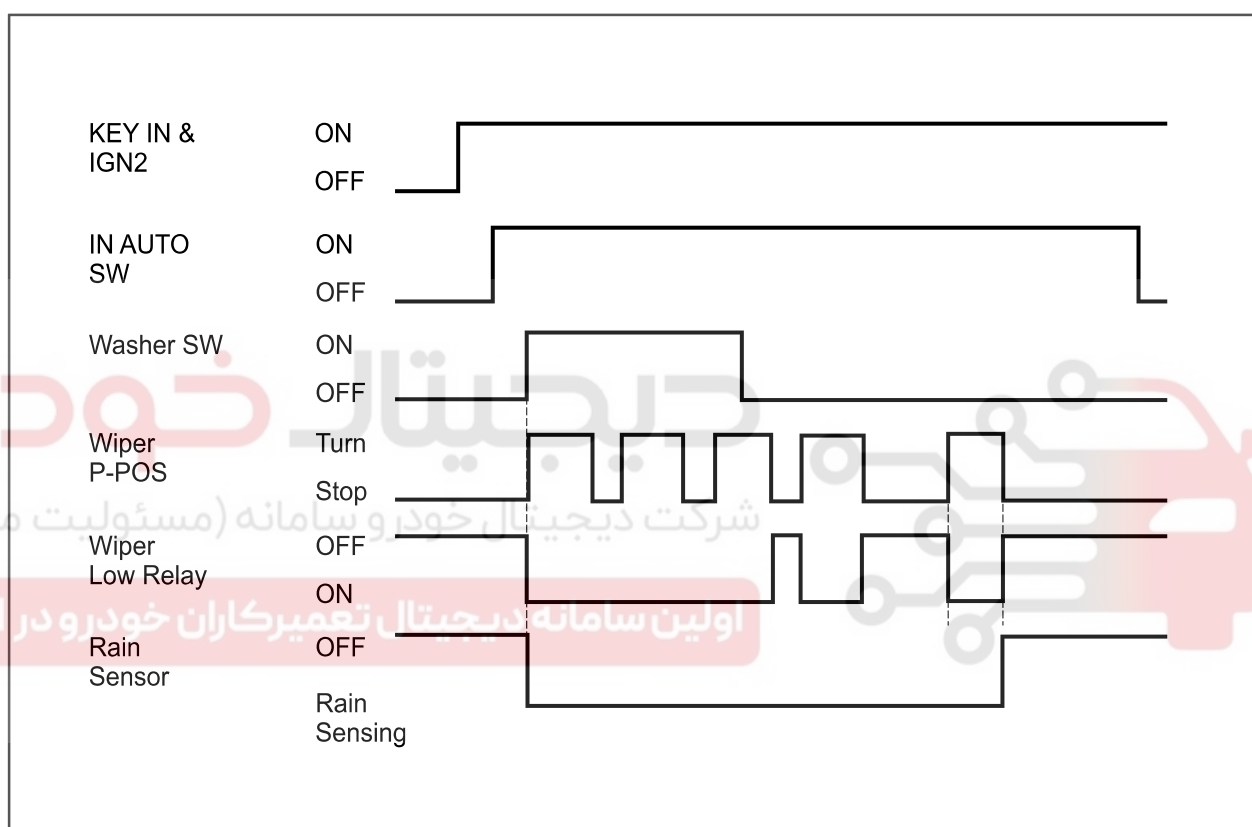 KEY IN &
IGN2
ON
OFF
IN AUTO
SW
ON
OFF
Washer SW
ON
OFF
دیجیتال خودرو
Wiper
P-POS
Turn
Stop
شرکت دیجیتال خودرو سامانه (مسئولیت
Wiper
Low Relay
OFF
ON
اولین سامانه دیجیتال تعمیرکاران خودرو در
Rain
Sensor
OFF
Rain
Sensing